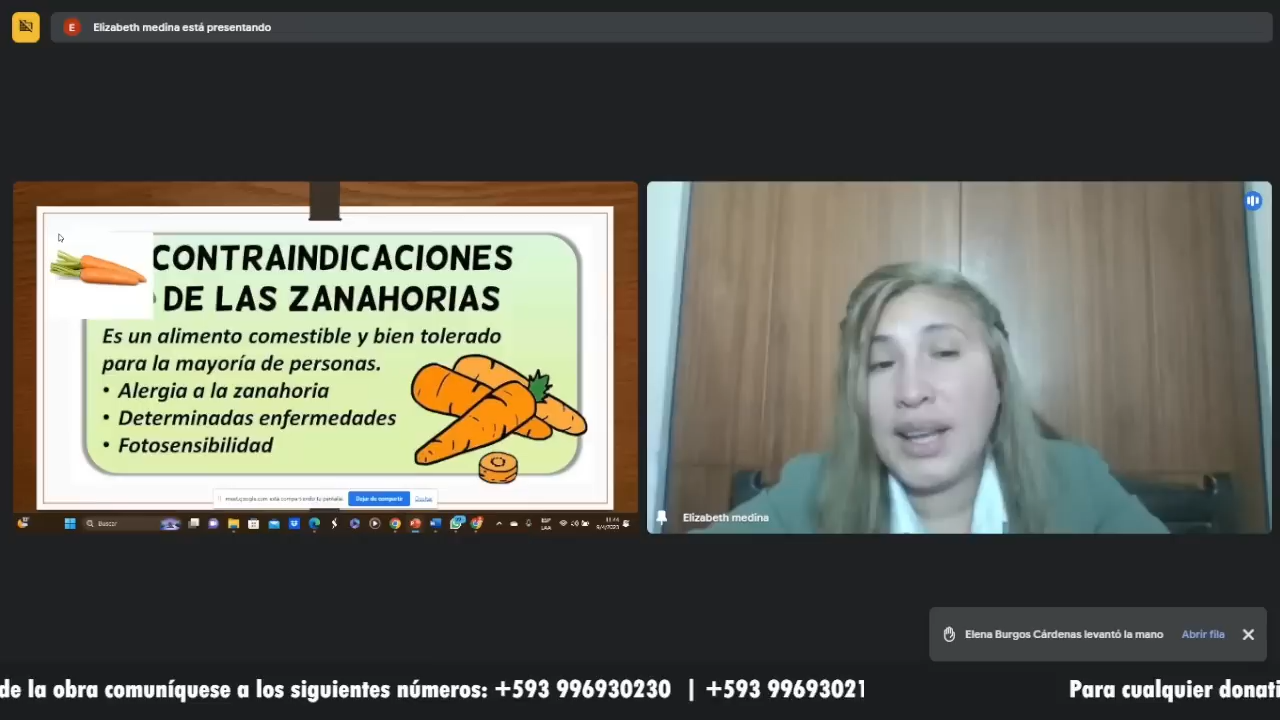 E Elizabeth medina está presentando
CONTRAINDICACIONES
DE LAS ZANAHORIAS
Es un alimento comestible y bien tolerado
para la mayoría de personas.
• Alergia a la zanahoria
• Determinadas enfermedades
• Fotosensibilidad
Dejar de compartir
Ocultar
Buscar
Elizabeth medina
Elena Burgos Cárdenas levantó la mano Abrir fila
de la obra comuníquese a los siguientes números: +593 996930230 | +593 99693021
Para cualquier donati